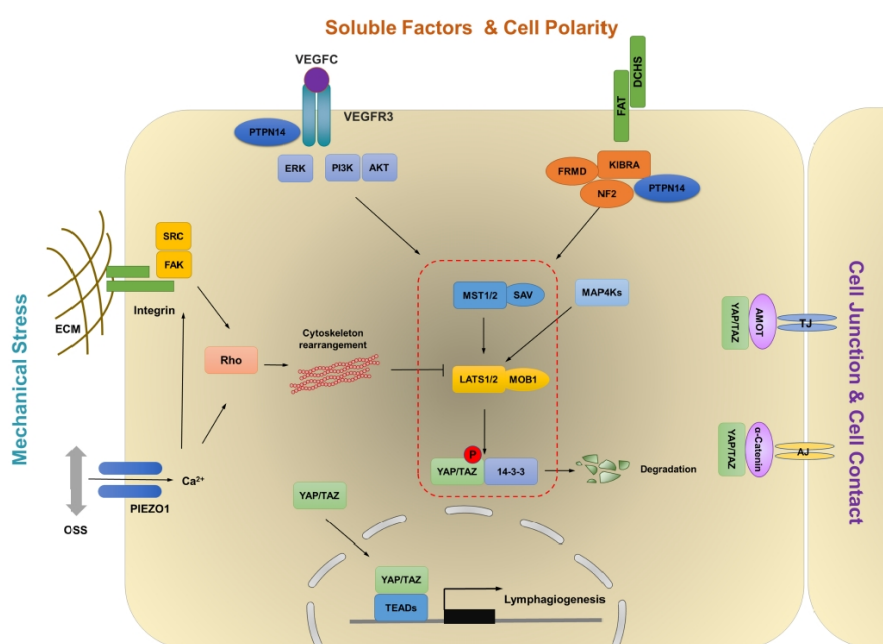 Soluble Factors & Cell Polarity
VEGFC
VEGFR3
PTPN14
ERK
PI3K
AKT
DCHS
FAT
FRMD
KIBRA
NF2
PTPN14
SRC
FAK
Integrin
ECM
Mechanical Stress
Rho
Cytoskeleton
rearrangement
MST1/2
SAV
MAP4Ks
LATS1/2
MOB1
P
YAP/TAZ
14-3-3
Degradation
YAP/TAZ
AMOT
TJ
YAP/TAZ
α-Catenin
AJ
Cell Junction & Cell Contact
OSS
PIEZO1
Ca²⁺
YAP/TAZ
YAP/TAZ
TEADs
Lymphagiogenesis